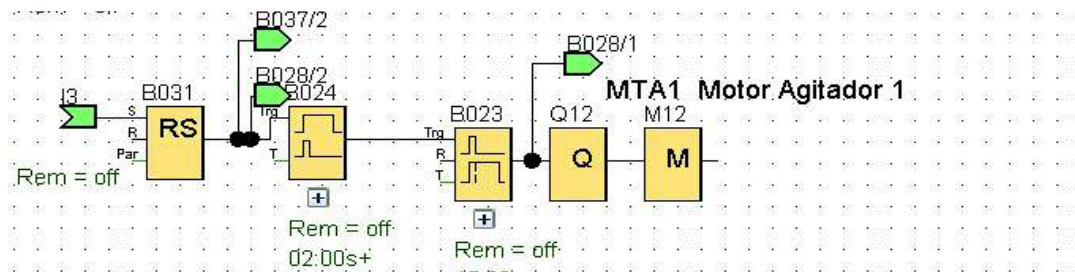 B037/2
B028/1
B028/2
MTA1 Motor Agitador 1
I3 B031 B024 B023 Q12 M12
S
R
Par
RS
Trg
T
Trg
R
T
Q
M
Rem = off
Rem = off
02:00s+
Rem = off